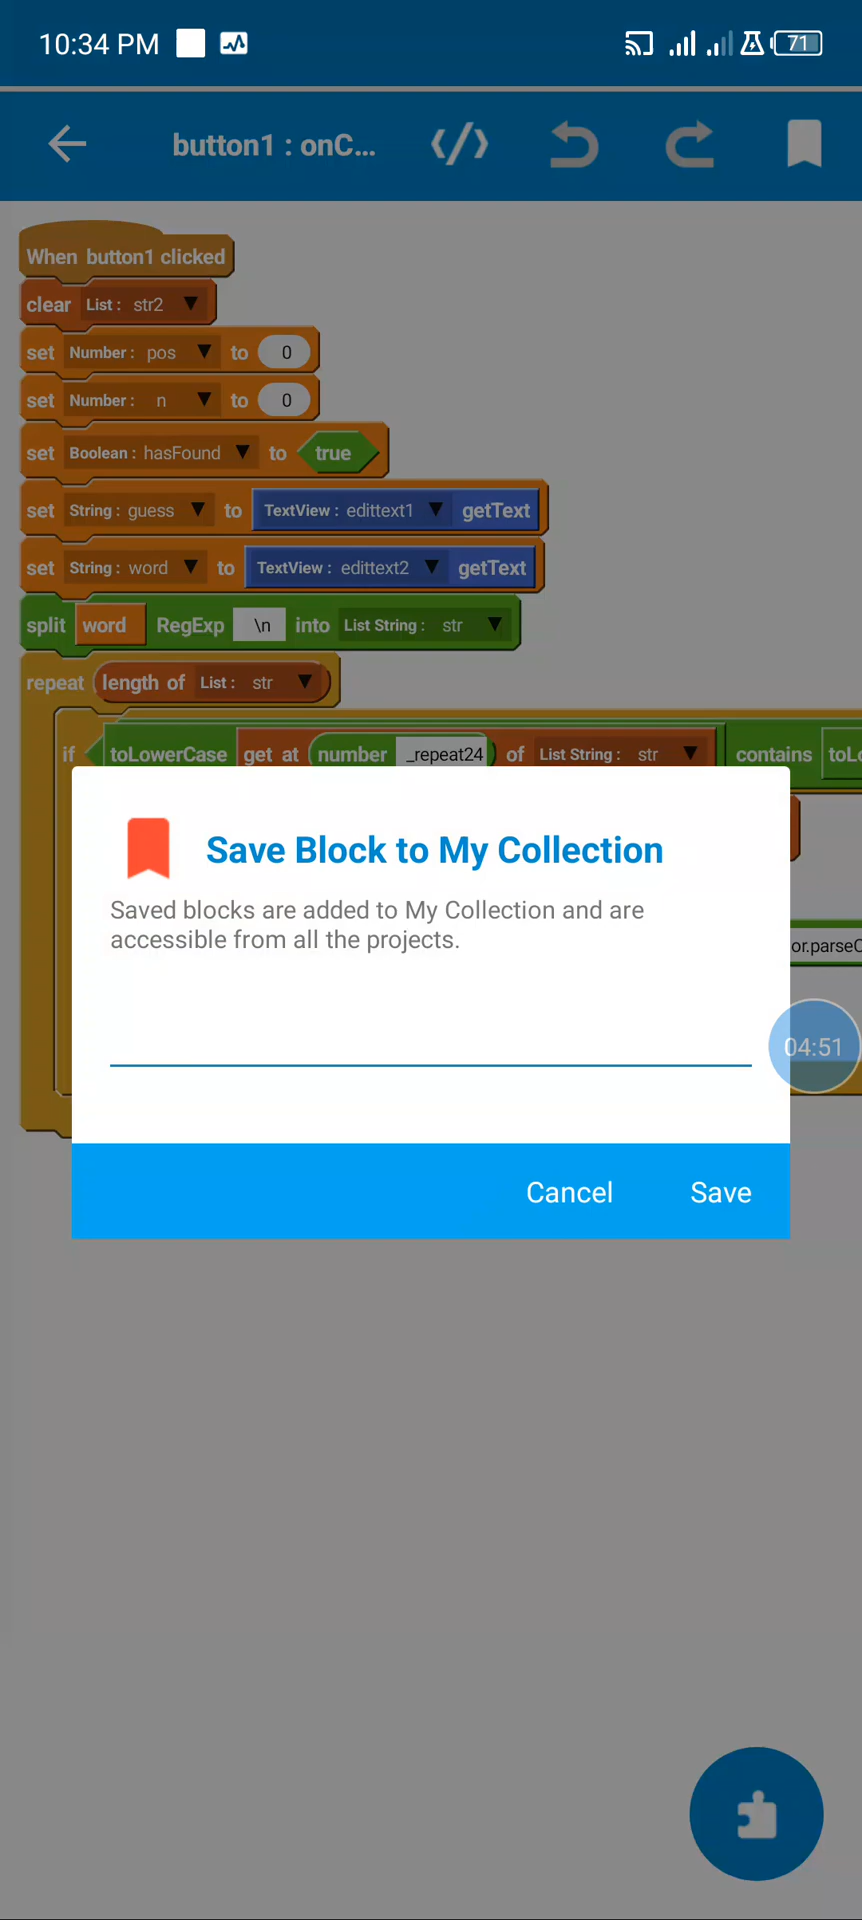 10:34 PM 71
button1 : onC...
When button1 clicked
clear List : str2
set Number : pos to 0
set Number : n to 0
set Boolean : hasFound to true
set String : guess to TextView : edittext1 getText
set String : word to TextView : edittext2 getText
split word RegExp \n into List String : str
repeat length of List : str
if toLowerCase get at number _repeat24 of List String : str contains toLo
Save Block to My Collection
Saved blocks are added to My Collection and are
accessible from all the projects.
or.parseC
04:51
Cancel Save